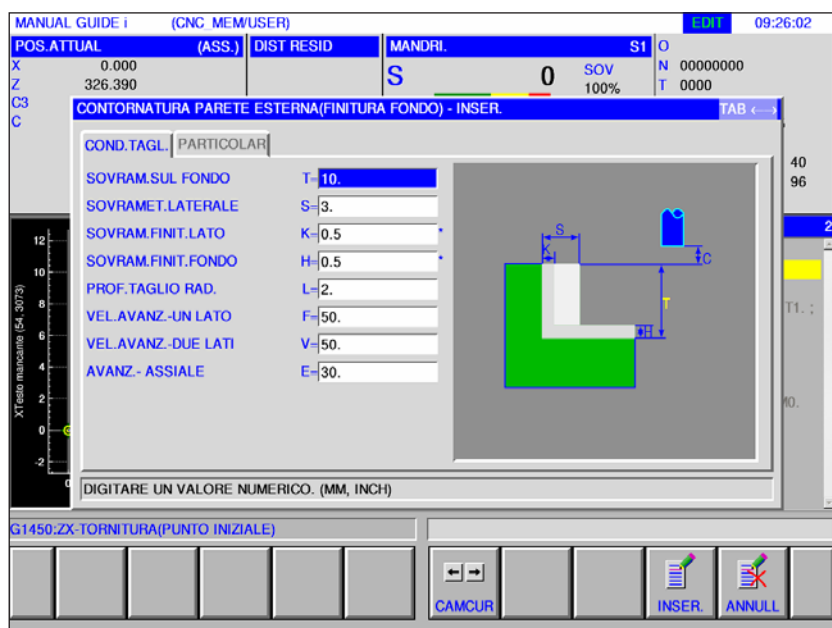 MANUAL GUIDE i (CNC_MEM/USER) EDIT 09:26:02
POS.ATTUAL (ASS.) DIST RESID MANDRI. S1 O
X 0.000 N 00000000
Z 326.390 S 0 SOV 100% T 0000
C3
C
CONTORNATURA PARETE ESTERNA(FINITURA FONDO) - INSER. TAB ←→
COND.TAGL. PARTICOLAR
SOVRAM.SUL FONDO T=10.
SOVRAMET.LATERALE S=3.
SOVRAM.FINIT.LATO K=0.5 *
SOVRAM.FINIT.FONDO H=0.5 *
PROF.TAGLIO RAD. L=2.
VEL.AVANZ.-UN LATO F=50.
VEL.AVANZ.-DUE LATI V=50.
AVANZ.- ASSIALE E=30.
S
K
C
T
H
40
96
2
T1. ;
M0.
XTesto mancante (54, 3073)
12
10
8
6
4
2
0
-2
0
DIGITARE UN VALORE NUMERICO. (MM, INCH)
G1450:ZX-TORNITURA(PUNTO INIZIALE)
CAMCUR INSER. ANNULL